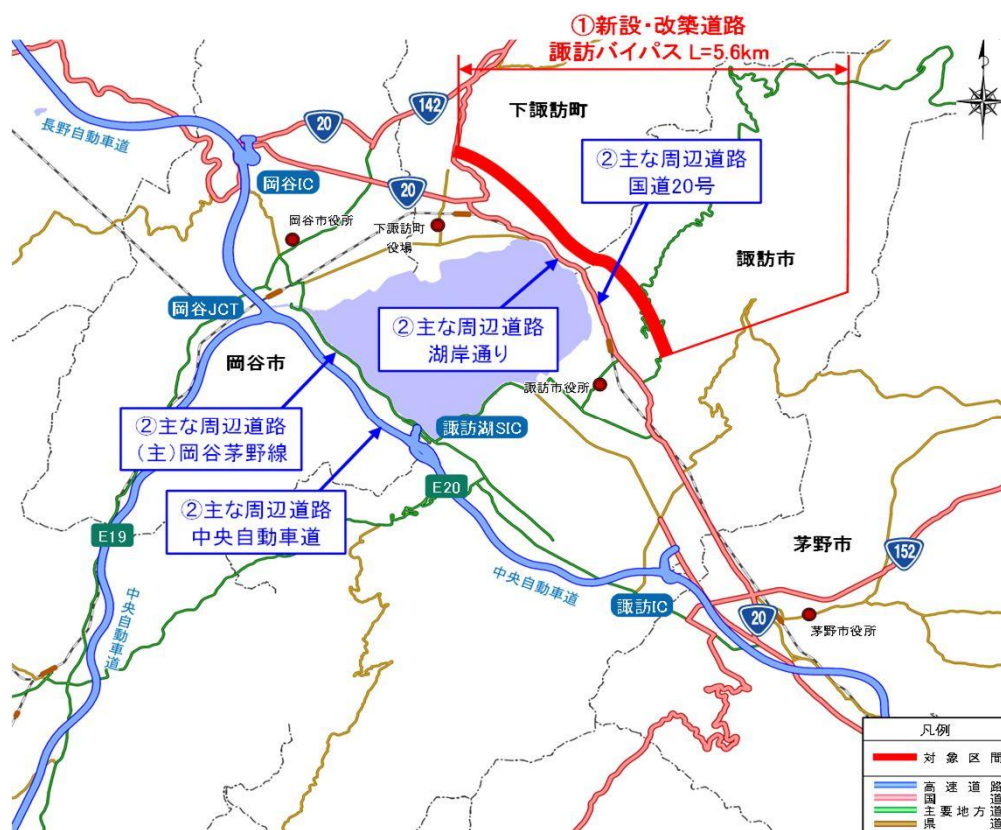 ①新設・改築道路
諏訪バイパス L=5.6km
142
20
下諏訪町
長野自動車道
②主な周辺道路
国道20号
岡谷IC
20
岡谷市役所
下諏訪町
役場
諏訪市
岡谷JCT
②主な周辺道路
湖岸通り
岡谷市
諏訪市役所
②主な周辺道路
(主)岡谷茅野線
諏訪湖SIC
E20
②主な周辺道路
中央自動車道
E19
茅野市
152
中央自動車道
中央自動車道
諏訪IC
20
茅野市役所
凡例
対象区間
高速道路
国道
主要地方道
県道